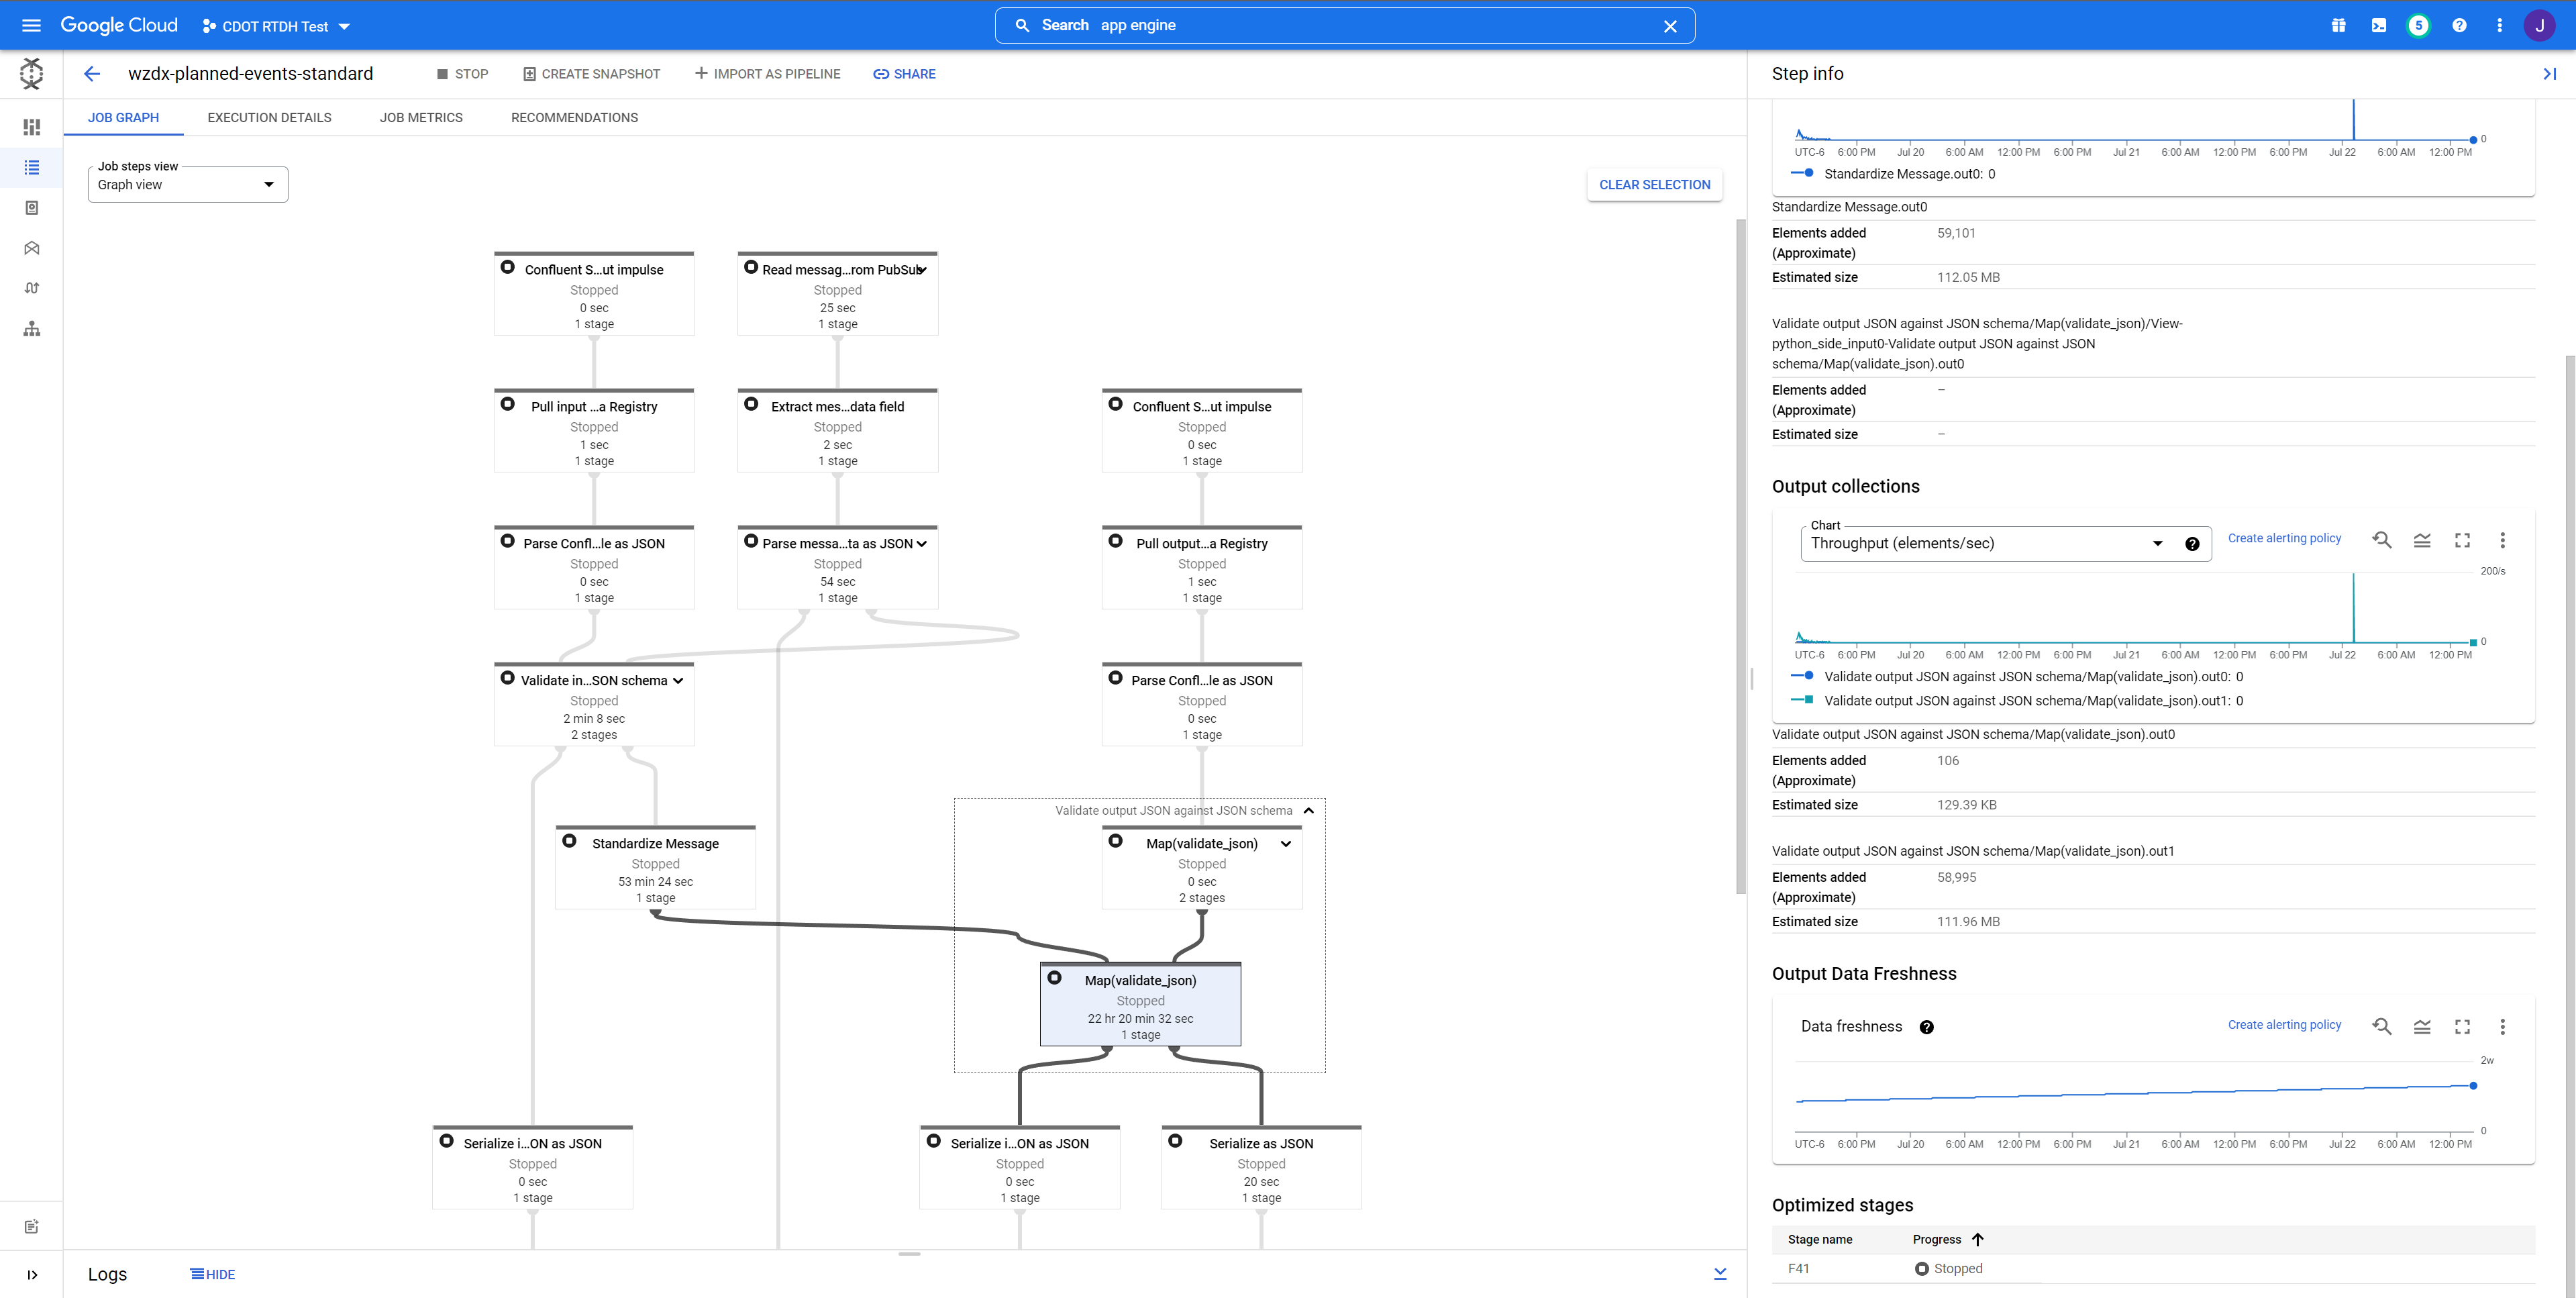 Google Cloud
CDOT RTDH Test
Search app engine
5
J
wzdx-planned-events-standard
STOP
CREATE SNAPSHOT
IMPORT AS PIPELINE
SHARE
JOB GRAPH
EXECUTION DETAILS
JOB METRICS
RECOMMENDATIONS
Job steps view
Graph view
CLEAR SELECTION
Confluent S...ut impulse
Stopped
0 sec
1 stage
Read messag...rom PubSub
Stopped
25 sec
1 stage
Pull input ...a Registry
Stopped
1 sec
1 stage
Extract mes...data field
Stopped
2 sec
1 stage
Confluent S...ut impulse
Stopped
0 sec
1 stage
Parse Confl...le as JSON
Stopped
0 sec
1 stage
Parse messa...ta as JSON
Stopped
54 sec
1 stage
Pull output...a Registry
Stopped
1 sec
1 stage
Validate in...SON schema
Stopped
2 min 8 sec
2 stages
Parse Confl...le as JSON
Stopped
0 sec
1 stage
Validate output JSON against JSON schema
Standardize Message
Stopped
53 min 24 sec
1 stage
Map(validate_json)
Stopped
0 sec
2 stages
Map(validate_json)
Stopped
22 hr 20 min 32 sec
1 stage
Serialize i...ON as JSON
Stopped
0 sec
1 stage
Serialize i...ON as JSON
Stopped
0 sec
1 stage
Serialize as JSON
Stopped
20 sec
1 stage
Logs
HIDE
Step info
0
UTC-6 6:00 PM Jul 20 6:00 AM 12:00 PM 6:00 PM Jul 21 6:00 AM 12:00 PM 6:00 PM Jul 22 6:00 AM 12:00 PM
Standardize Message.out0: 0
Standardize Message.out0
Elements added 59,101
(Approximate)
Estimated size 112.05 MB
Validate output JSON against JSON schema/Map(validate_json)/View-
python_side_input0-Validate output JSON against JSON
schema/Map(validate_json).out0
Elements added –
(Approximate)
Estimated size –
Output collections
Chart
Throughput (elements/sec)
Create alerting policy
200/s
0
UTC-6 6:00 PM Jul 20 6:00 AM 12:00 PM 6:00 PM Jul 21 6:00 AM 12:00 PM 6:00 PM Jul 22 6:00 AM 12:00 PM
Validate output JSON against JSON schema/Map(validate_json).out0: 0
Validate output JSON against JSON schema/Map(validate_json).out1: 0
Validate output JSON against JSON schema/Map(validate_json).out0
Elements added 106
(Approximate)
Estimated size 129.39 KB
Validate output JSON against JSON schema/Map(validate_json).out1
Elements added 58,995
(Approximate)
Estimated size 111.96 MB
Output Data Freshness
Data freshness
Create alerting policy
2w
0
UTC-6 6:00 PM Jul 20 6:00 AM 12:00 PM 6:00 PM Jul 21 6:00 AM 12:00 PM 6:00 PM Jul 22 6:00 AM 12:00 PM
Optimized stages
Stage name Progress
F41 Stopped